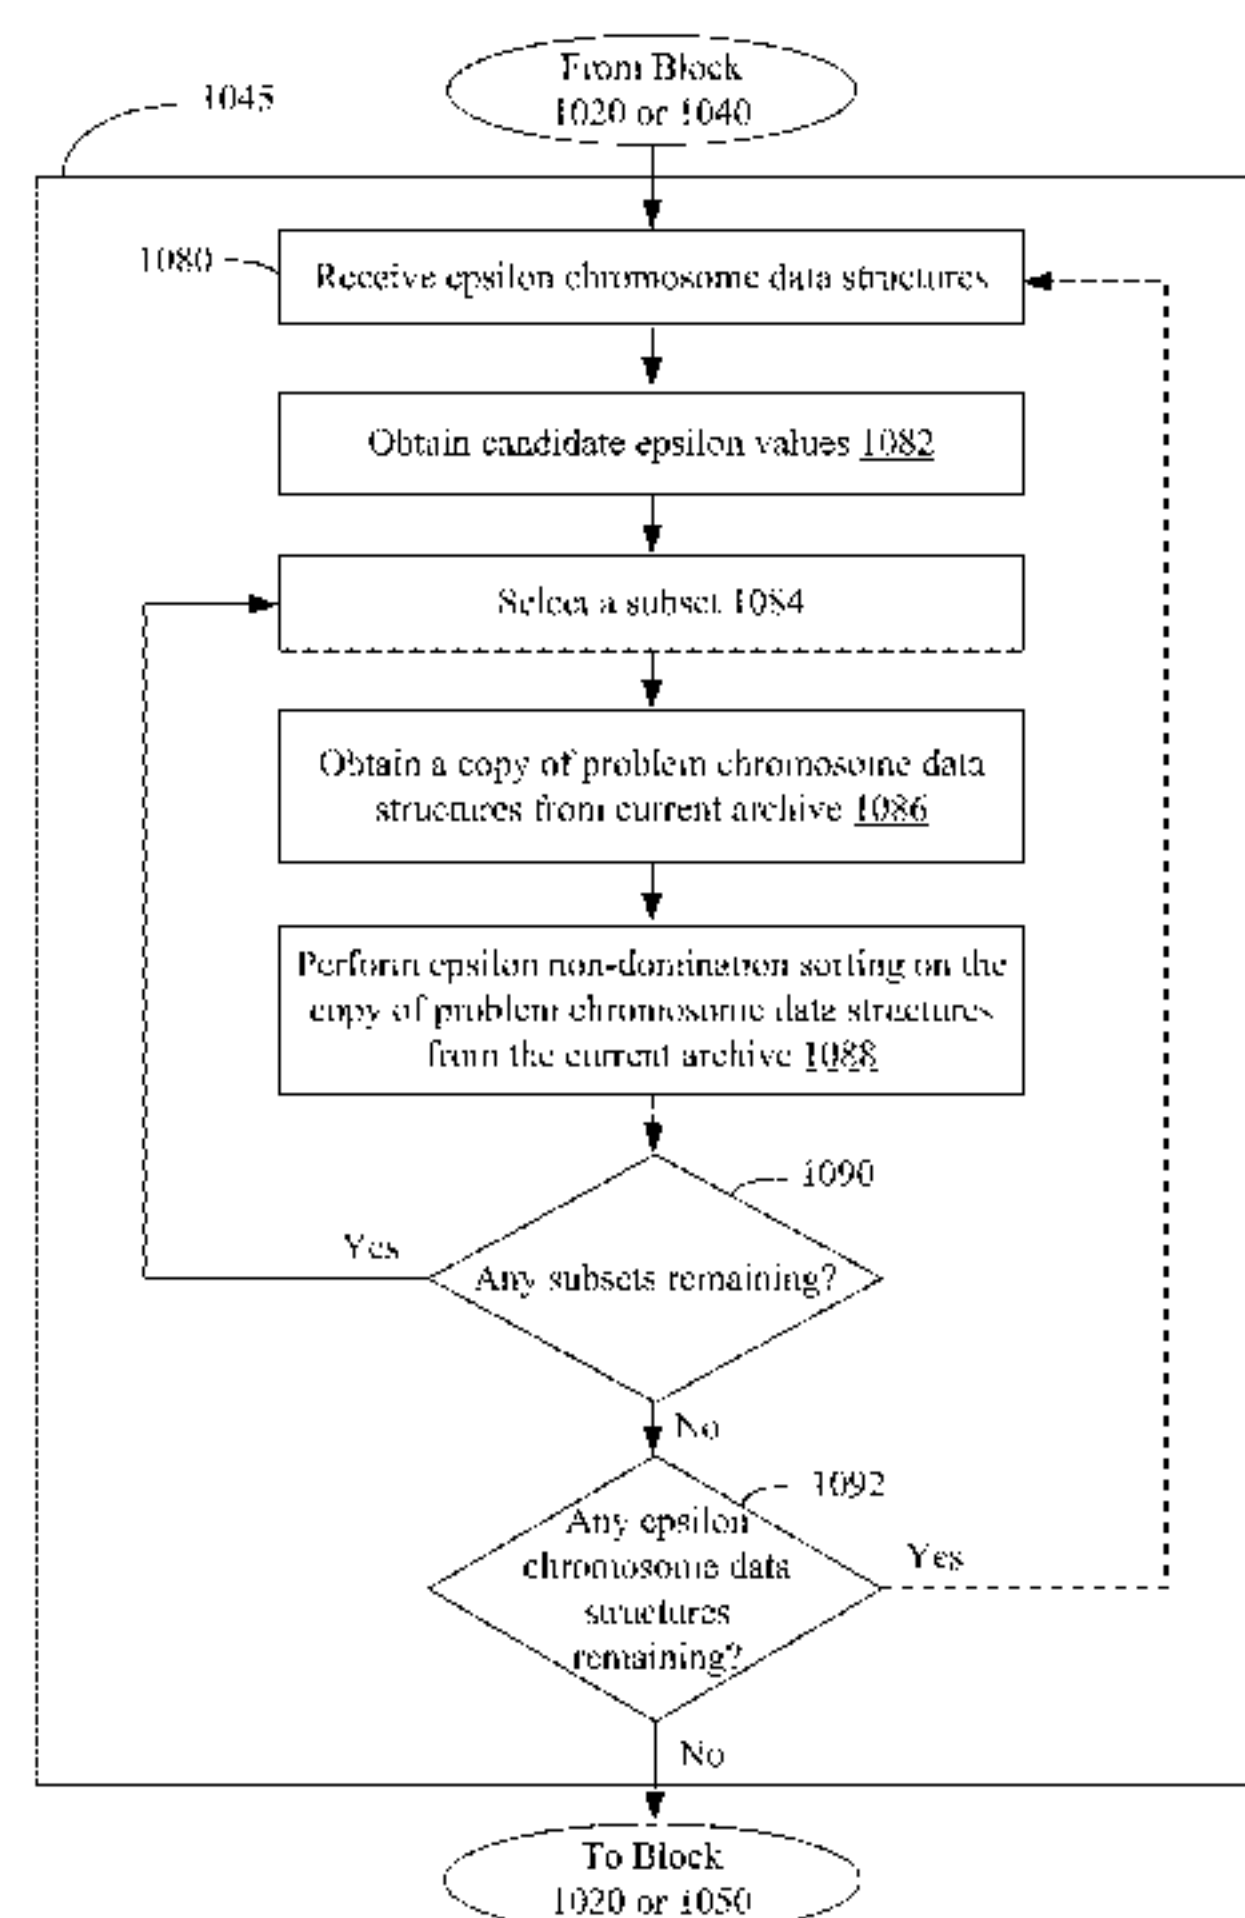 From Block
1020 or 1040
1045
1080
Receive epsilon chromosome data structures
Obtain candidate epsilon values 1082
Select a subset 1084
Obtain a copy of problem chromosome data
structures from current archive 1086
Perform epsilon non-domination sorting on the
copy of problem chromosome data structures
from the current archive 1088
1090
Yes
Any subsets remaining?
No
1092
Any epsilon
chromosome data
structures
remaining?
Yes
No
To Block
1020 or 1050